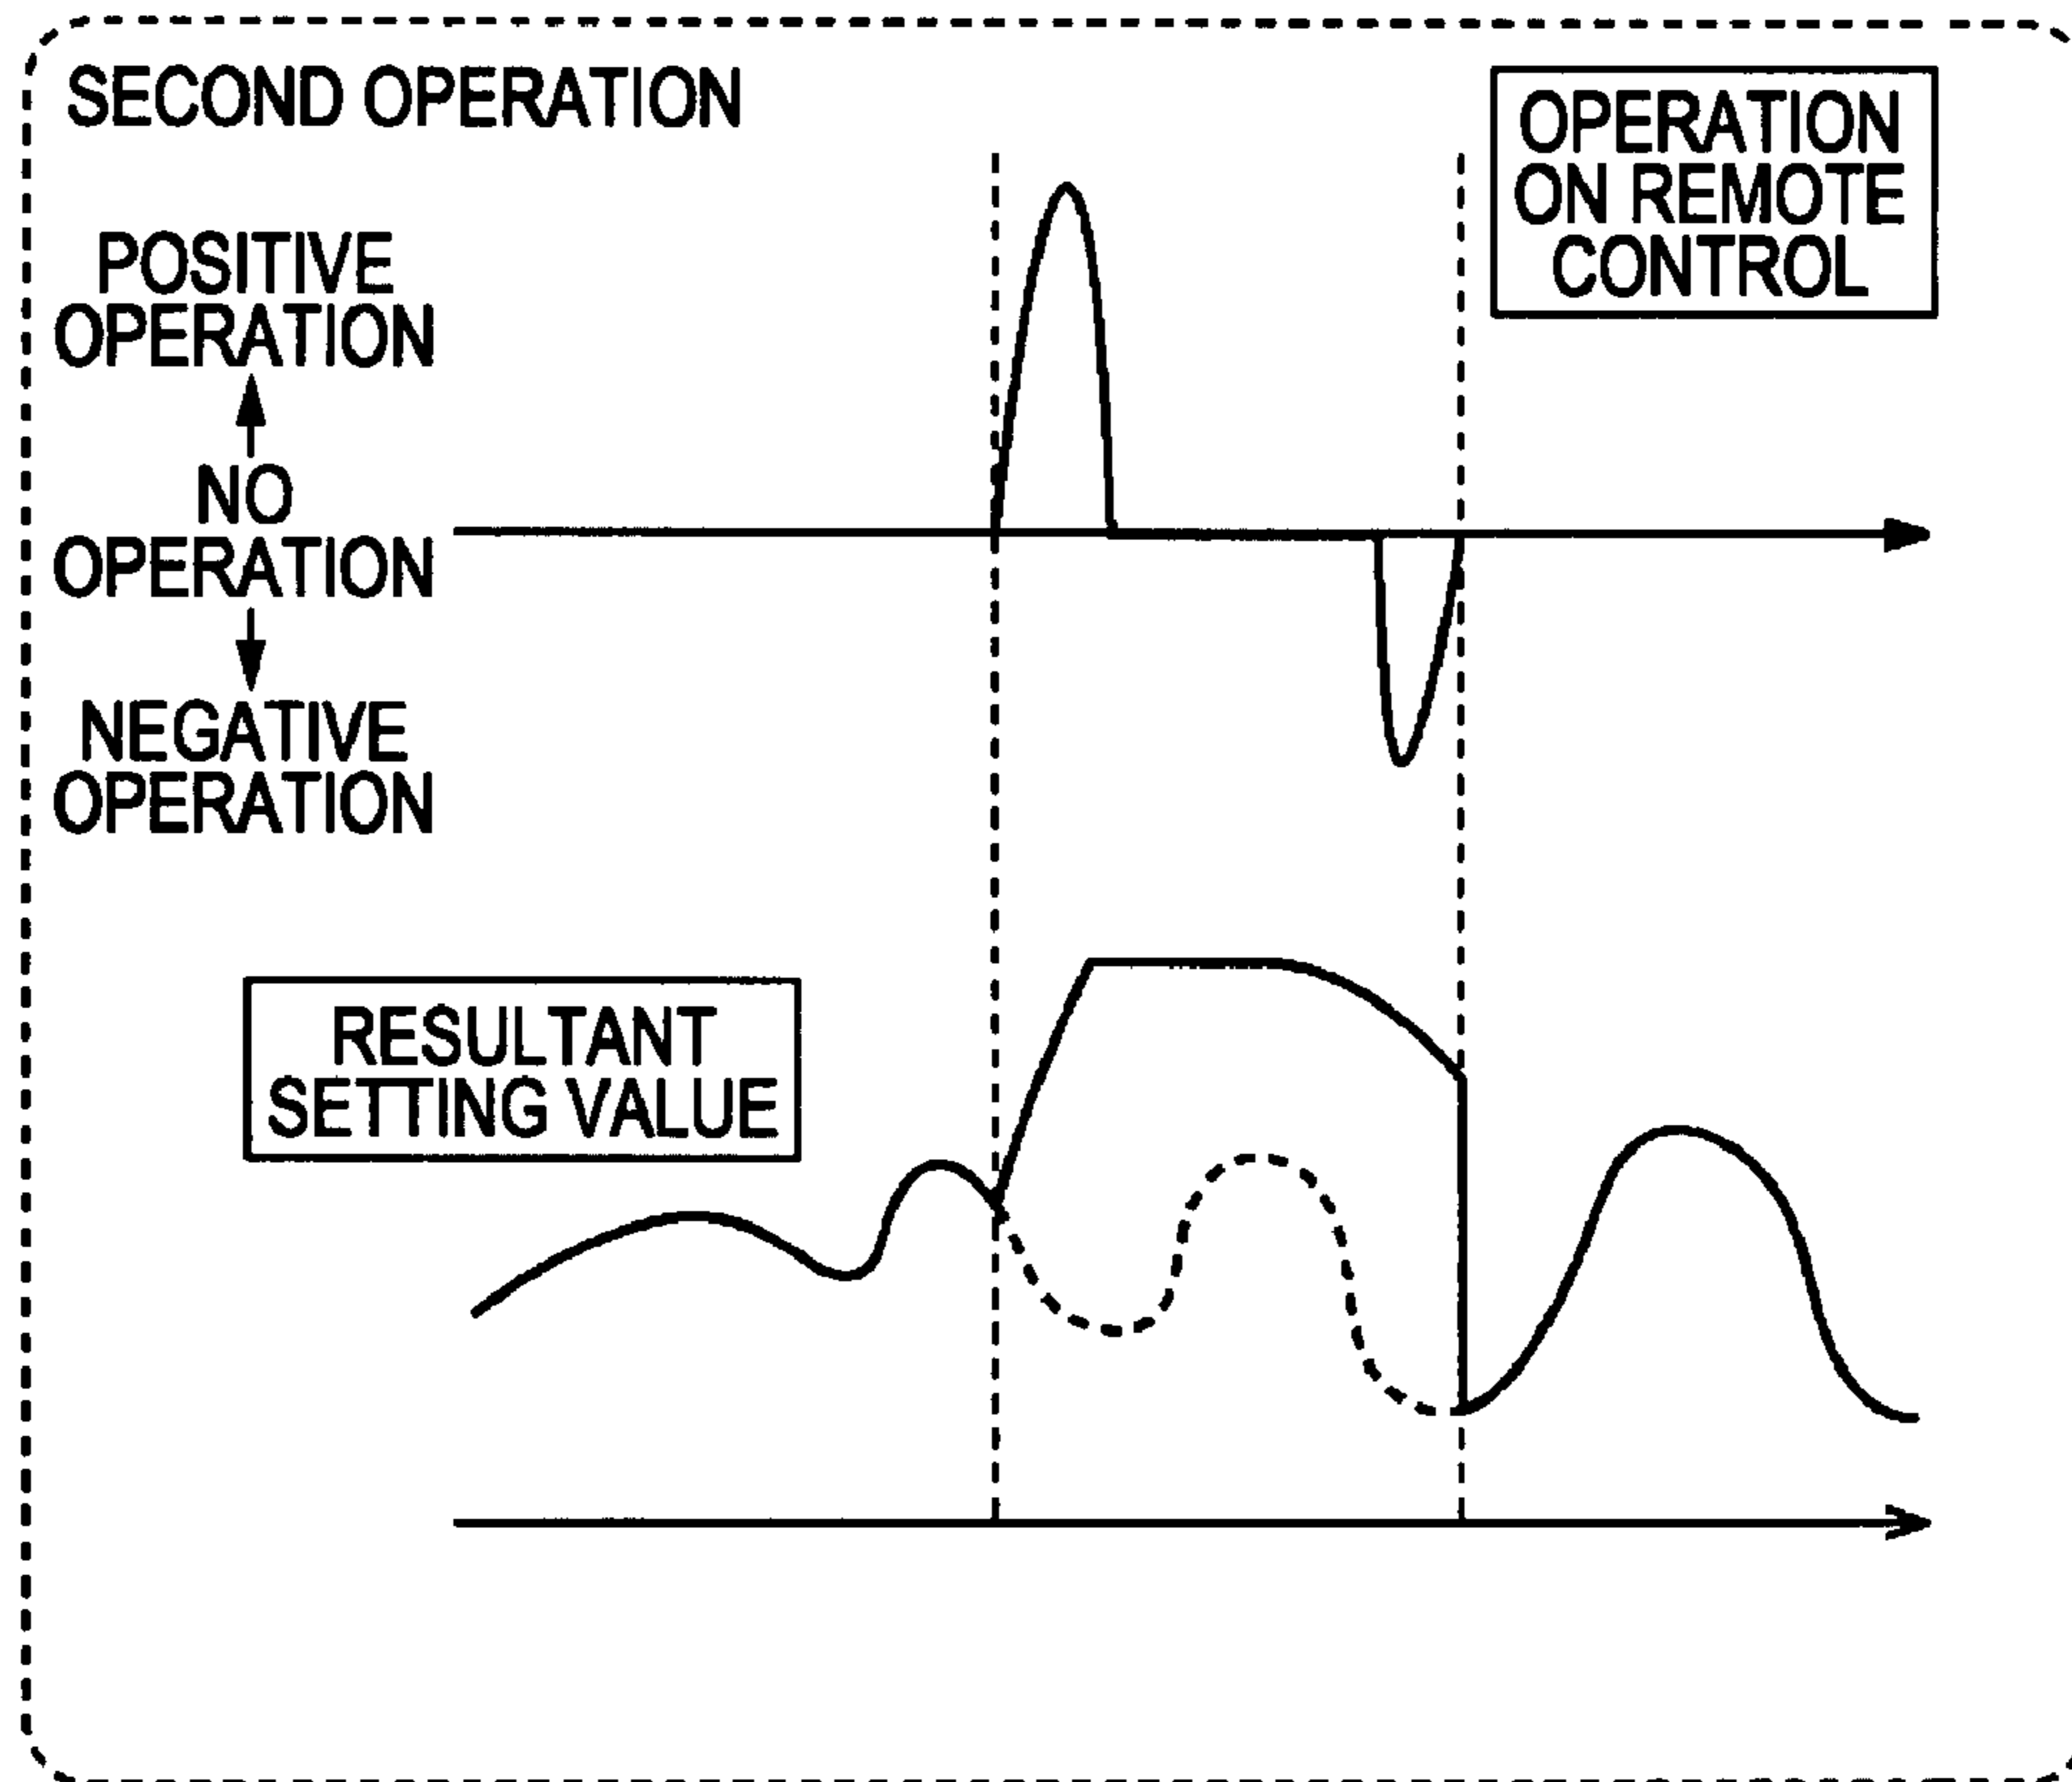 SECOND OPERATION
OPERATION
ON REMOTE
CONTROL
POSITIVE
OPERATION
NO
OPERATION
NEGATIVE
OPERATION
RESULTANT
SETTING VALUE